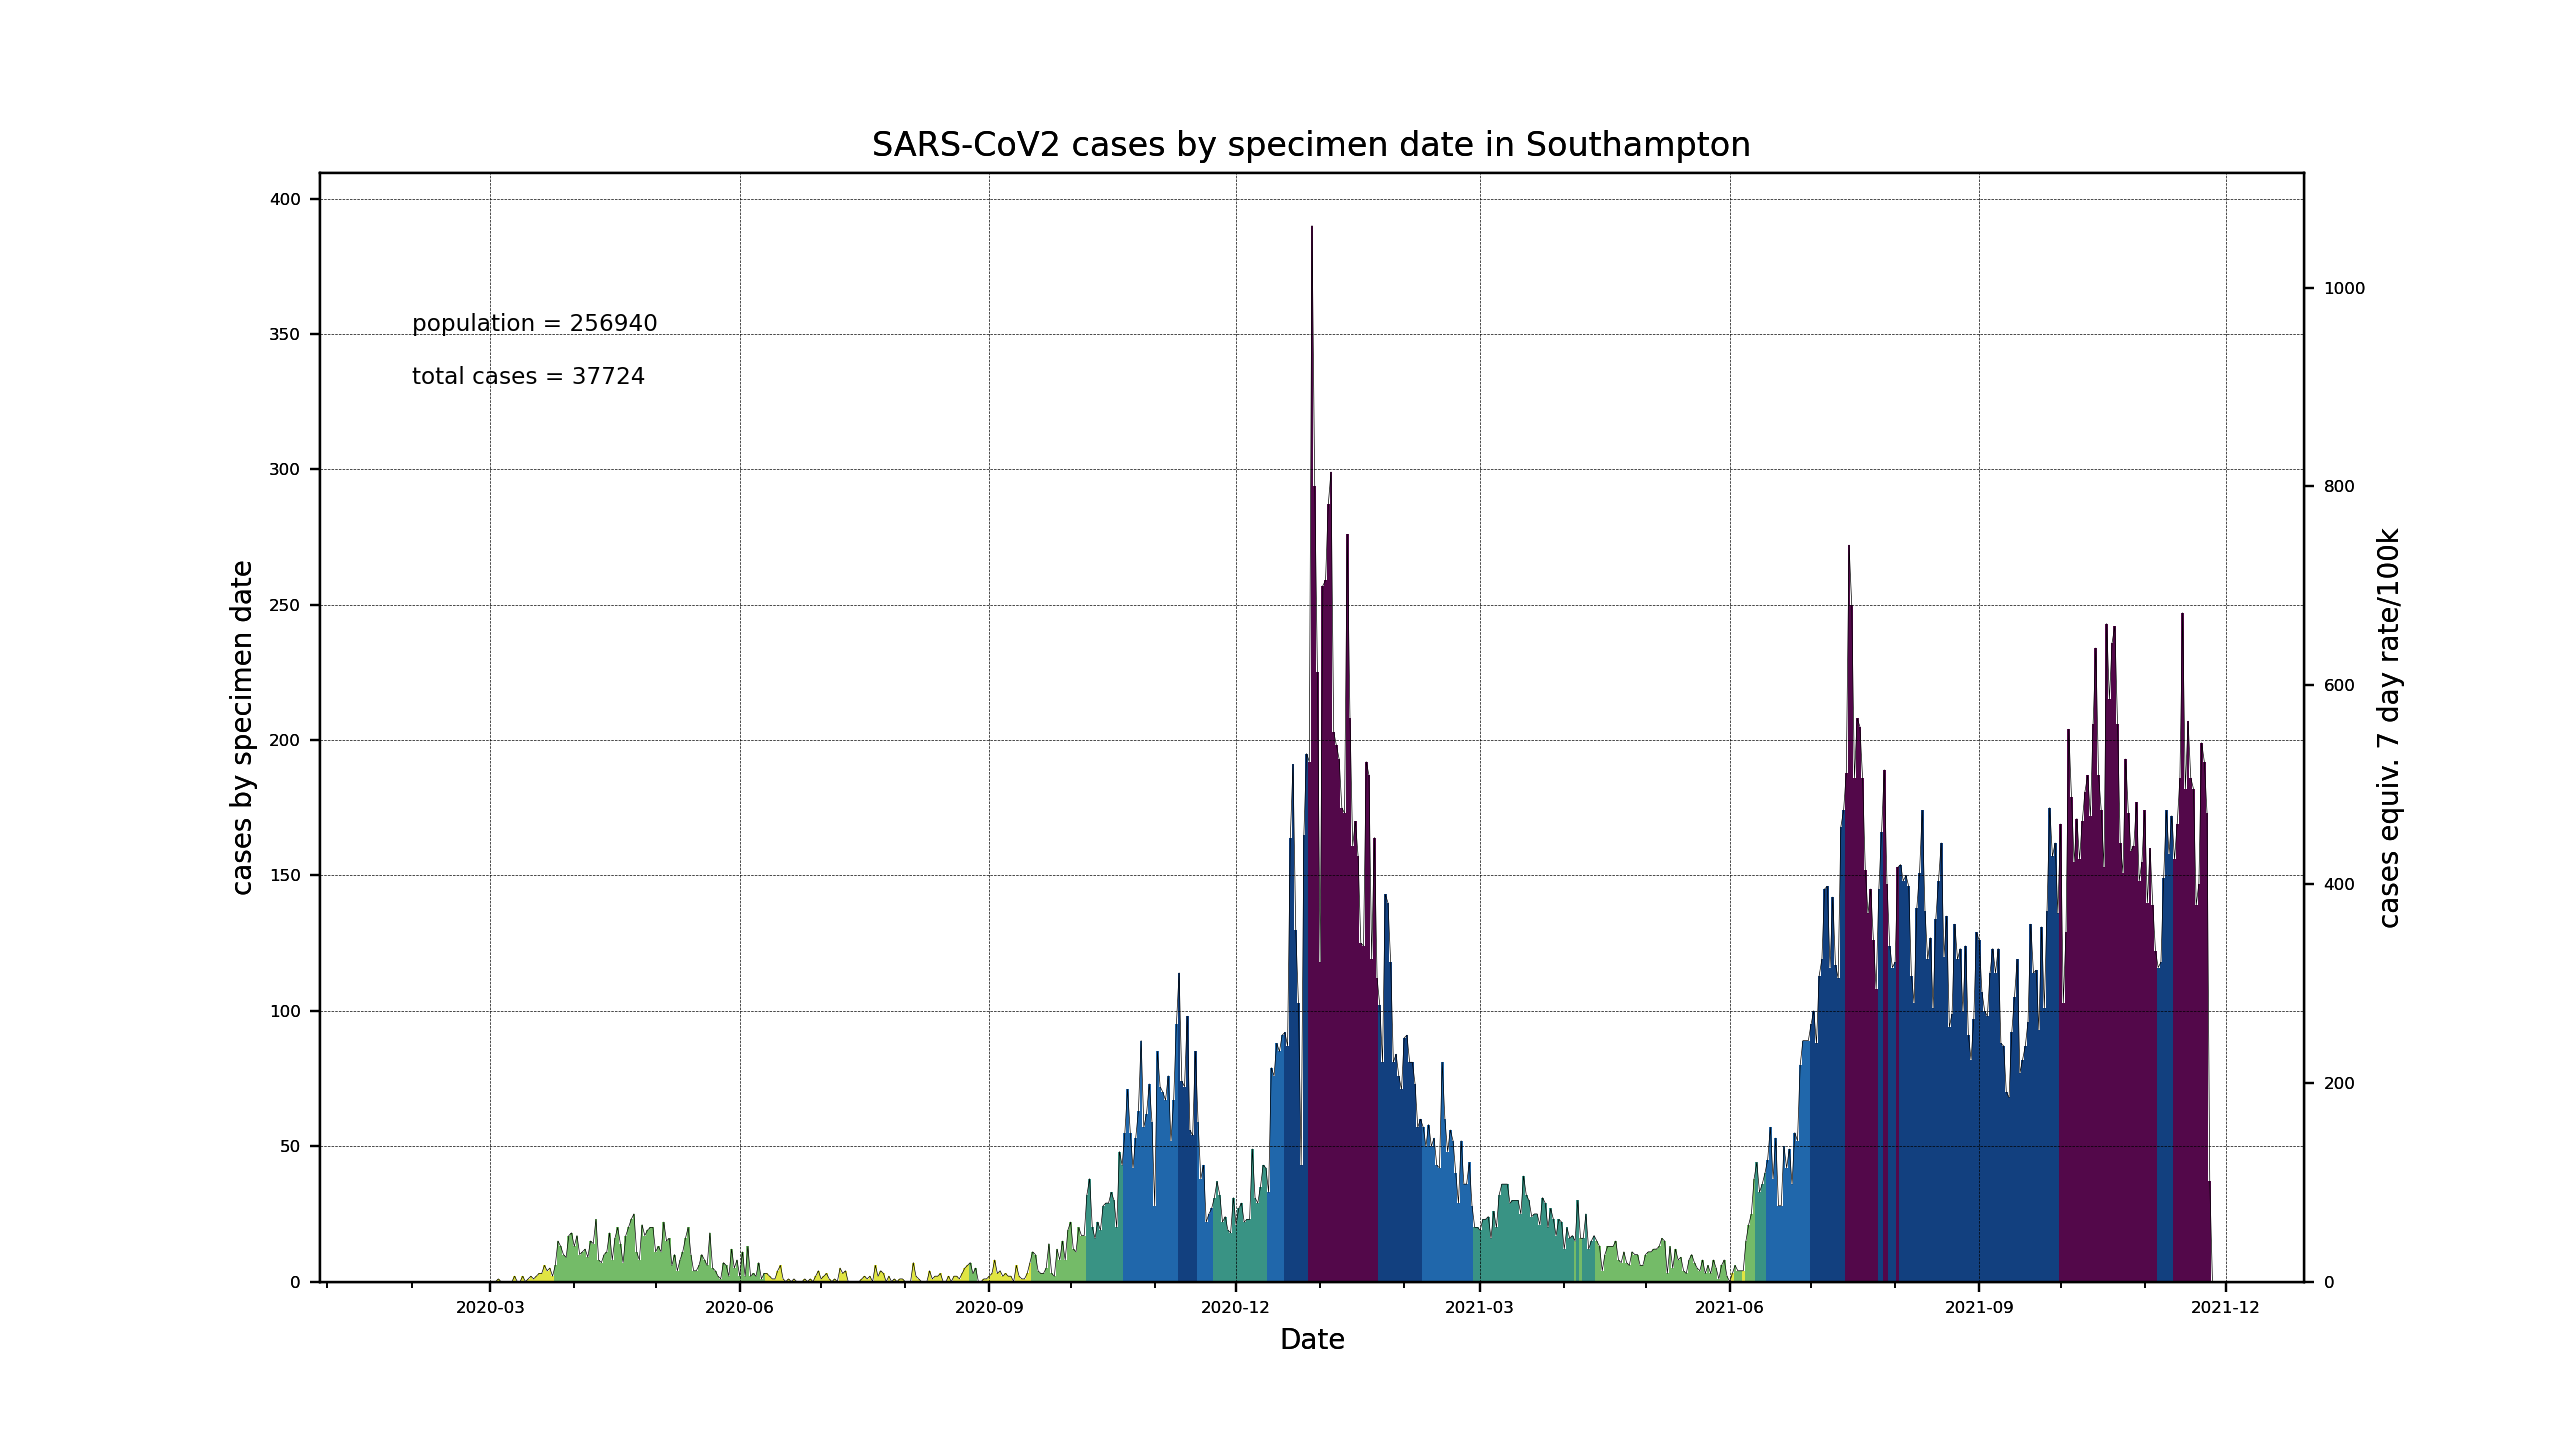 SARS-CoV2 cases by specimen date in Southampton
400
350
300
250
200
150
100
50
0
cases by specimen date
population = 256940
total cases = 37724
1000
800
600
400
200
0
cases equiv. 7 day rate/100k
2020-03 2020-06 2020-09 2020-12 2021-03 2021-06 2021-09 2021-12
Date